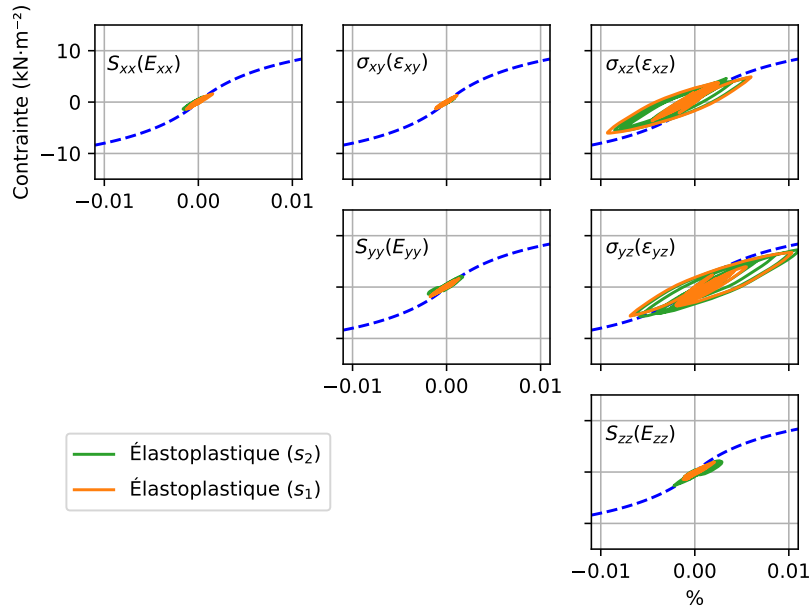 Contrainte (kN·m⁻²)
10
0
−10
Sxx(Exx)
σxy(εxy)
σxz(εxz)
−0.01 0.00 0.01
Syy(Eyy)
σyz(εyz)
−0.01 0.00 0.01
Szz(Ezz)
−0.01 0.00 0.01
%
Élastoplastique (s₂)
Élastoplastique (s₁)